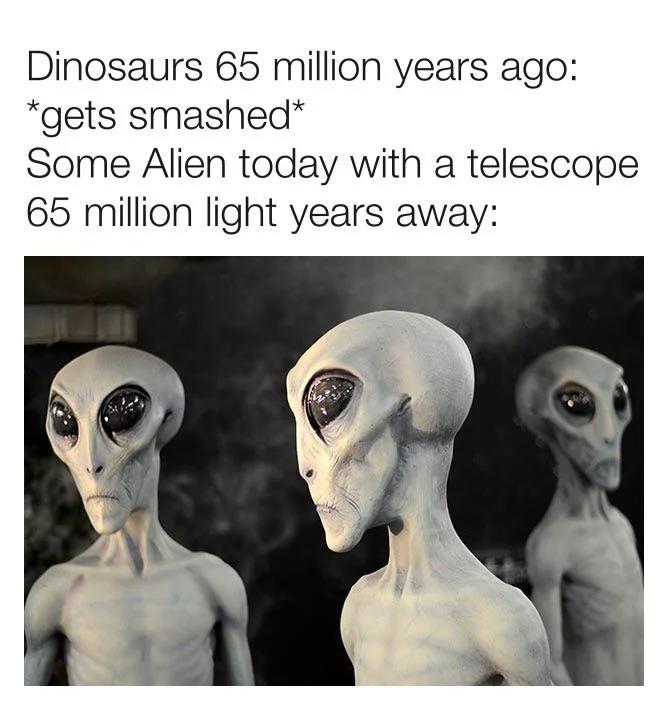 Dinosaurs 65 million years ago:
*gets smashed*
Some Alien today with a telescope
65 million light years away: